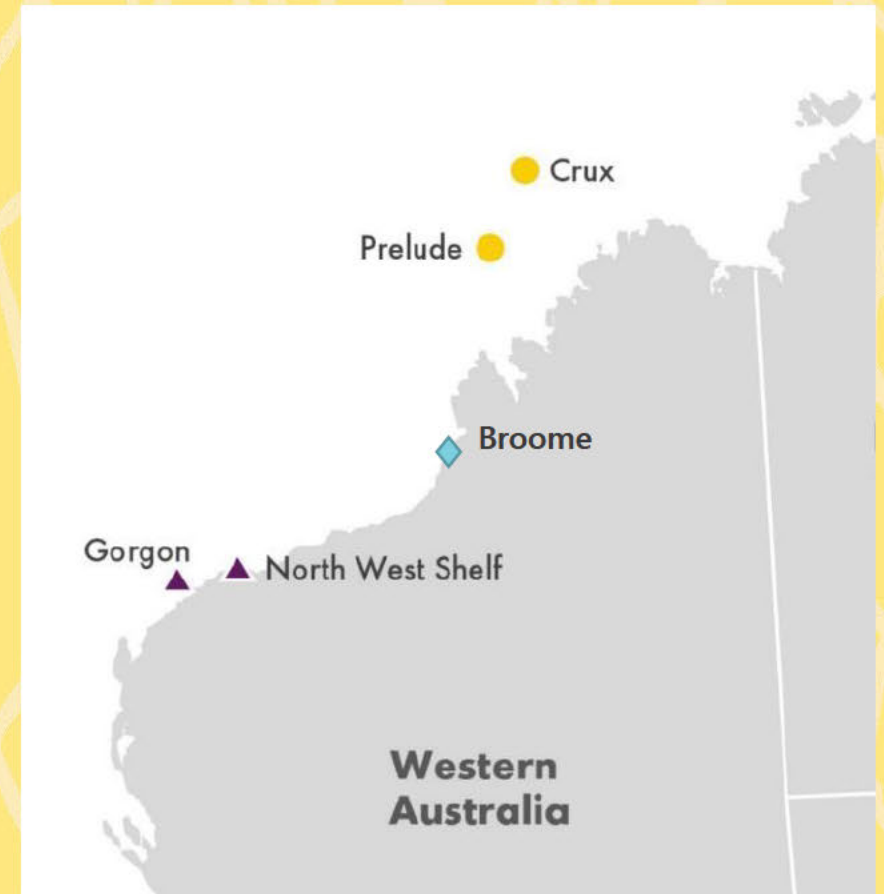 Crux
Prelude
Broome
Gorgon
North West Shelf
Western
Australia